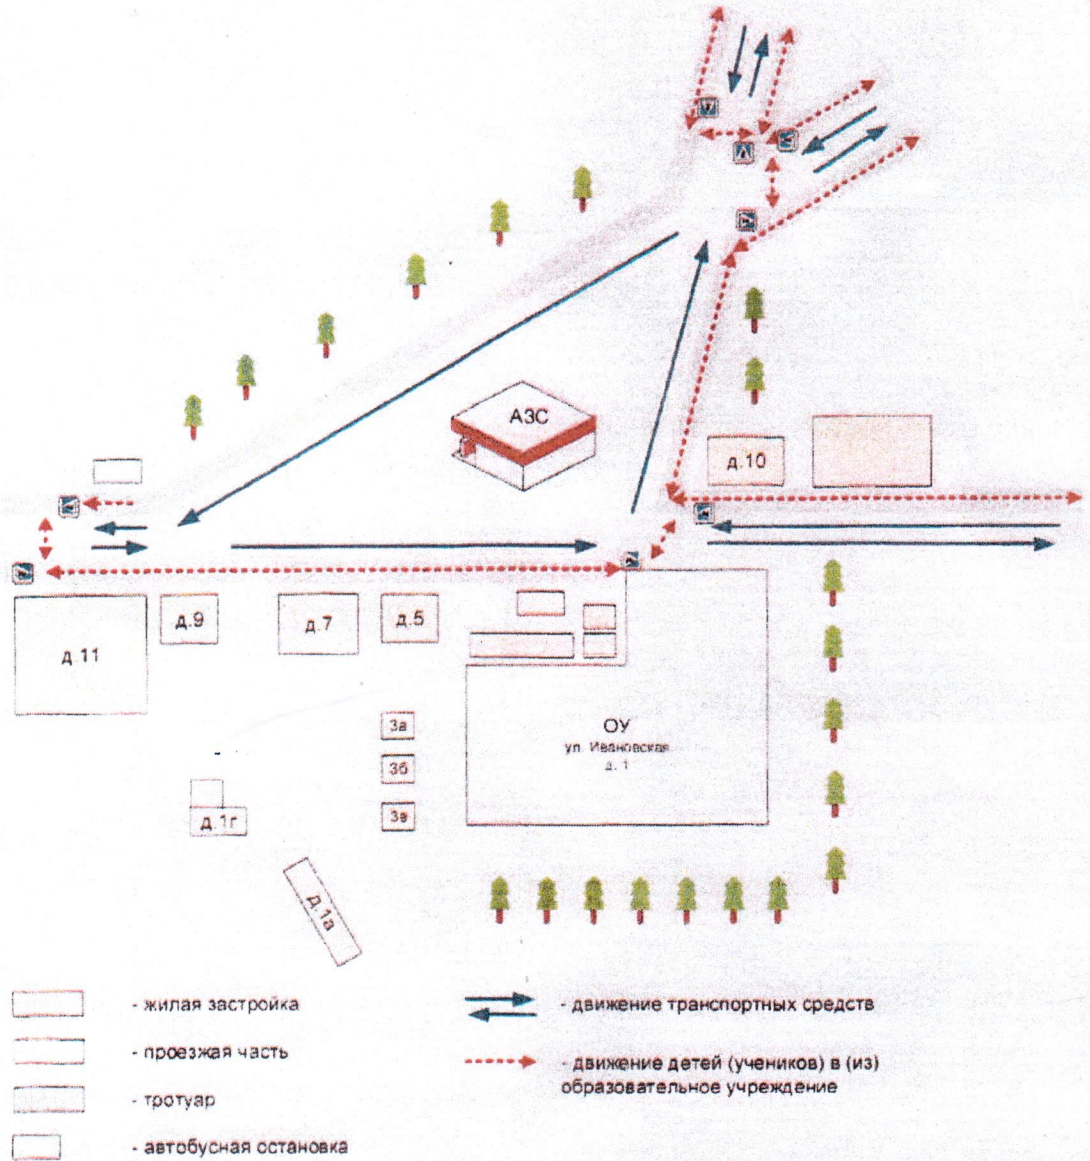 АЗС
д.10
д.11
д.9
д.7
д.5
3а
3б
3в
ОУ
ул. Ивановская
д. 1
д.1г
д.1а
- жилая застройка
- проезжая часть
- тротуар
- автобусная остановка
- движение транспортных средств
- движение детей (учеников) в (из)
образовательное учреждение